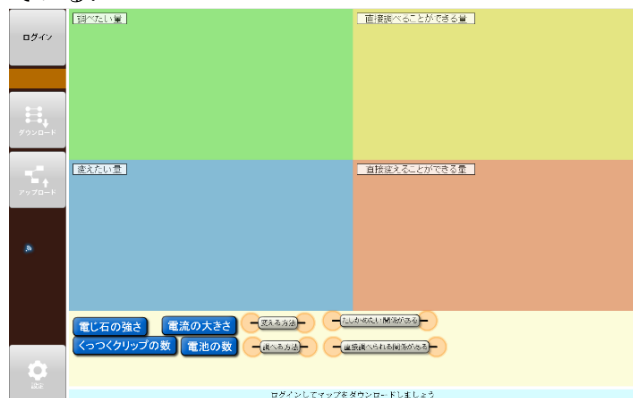 ている．
ログイン
ダウンロード
アップロード
設定
調べたい量
直接調べることができる量
変えたい量
直接変えることができる量
電じ石の強さ
電流の大きさ
変える方法
たしかめたい関係がある
くっつくクリップの数
電池の数
調べる方法
直接調べられる関係がある
ログインしてマップをダウンロードしましょう